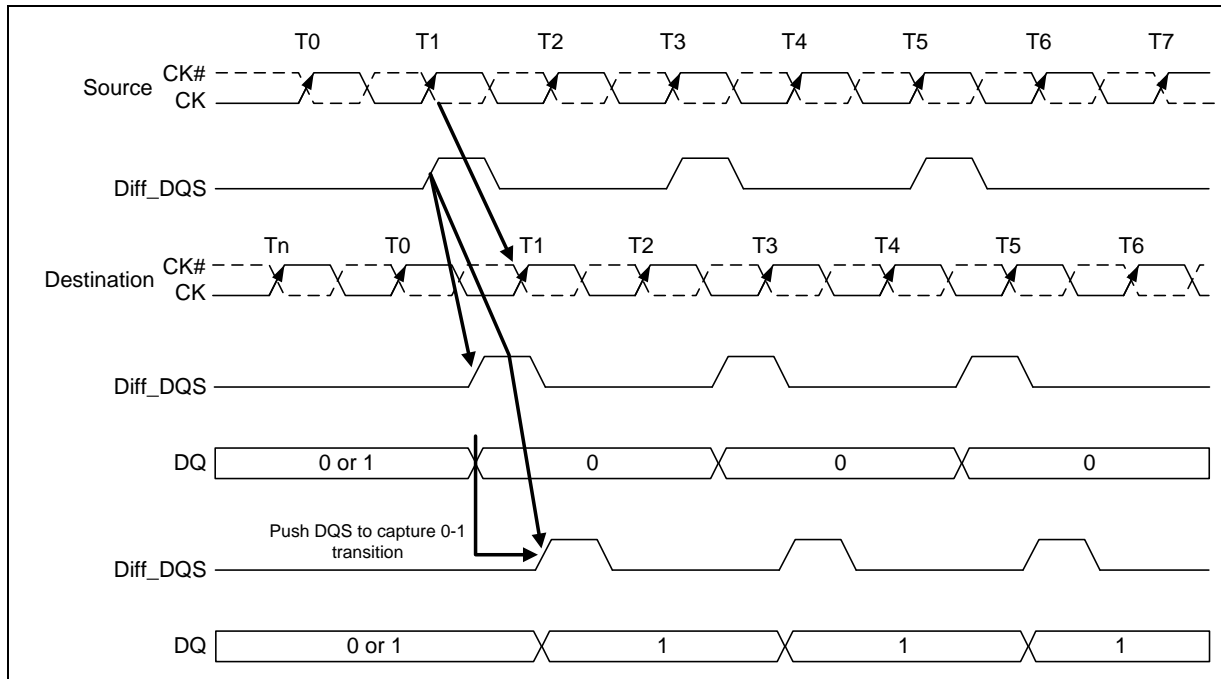 T0 T1 T2 T3 T4 T5 T6 T7
CK#
Source
CK
Diff_DQS
Tn T0 T1 T2 T3 T4 T5 T6
CK#
Destination
CK
Diff_DQS
DQ 0 or 1 0 0 0
Push DQS to capture 0-1
transition
Diff_DQS
DQ 0 or 1 1 1 1